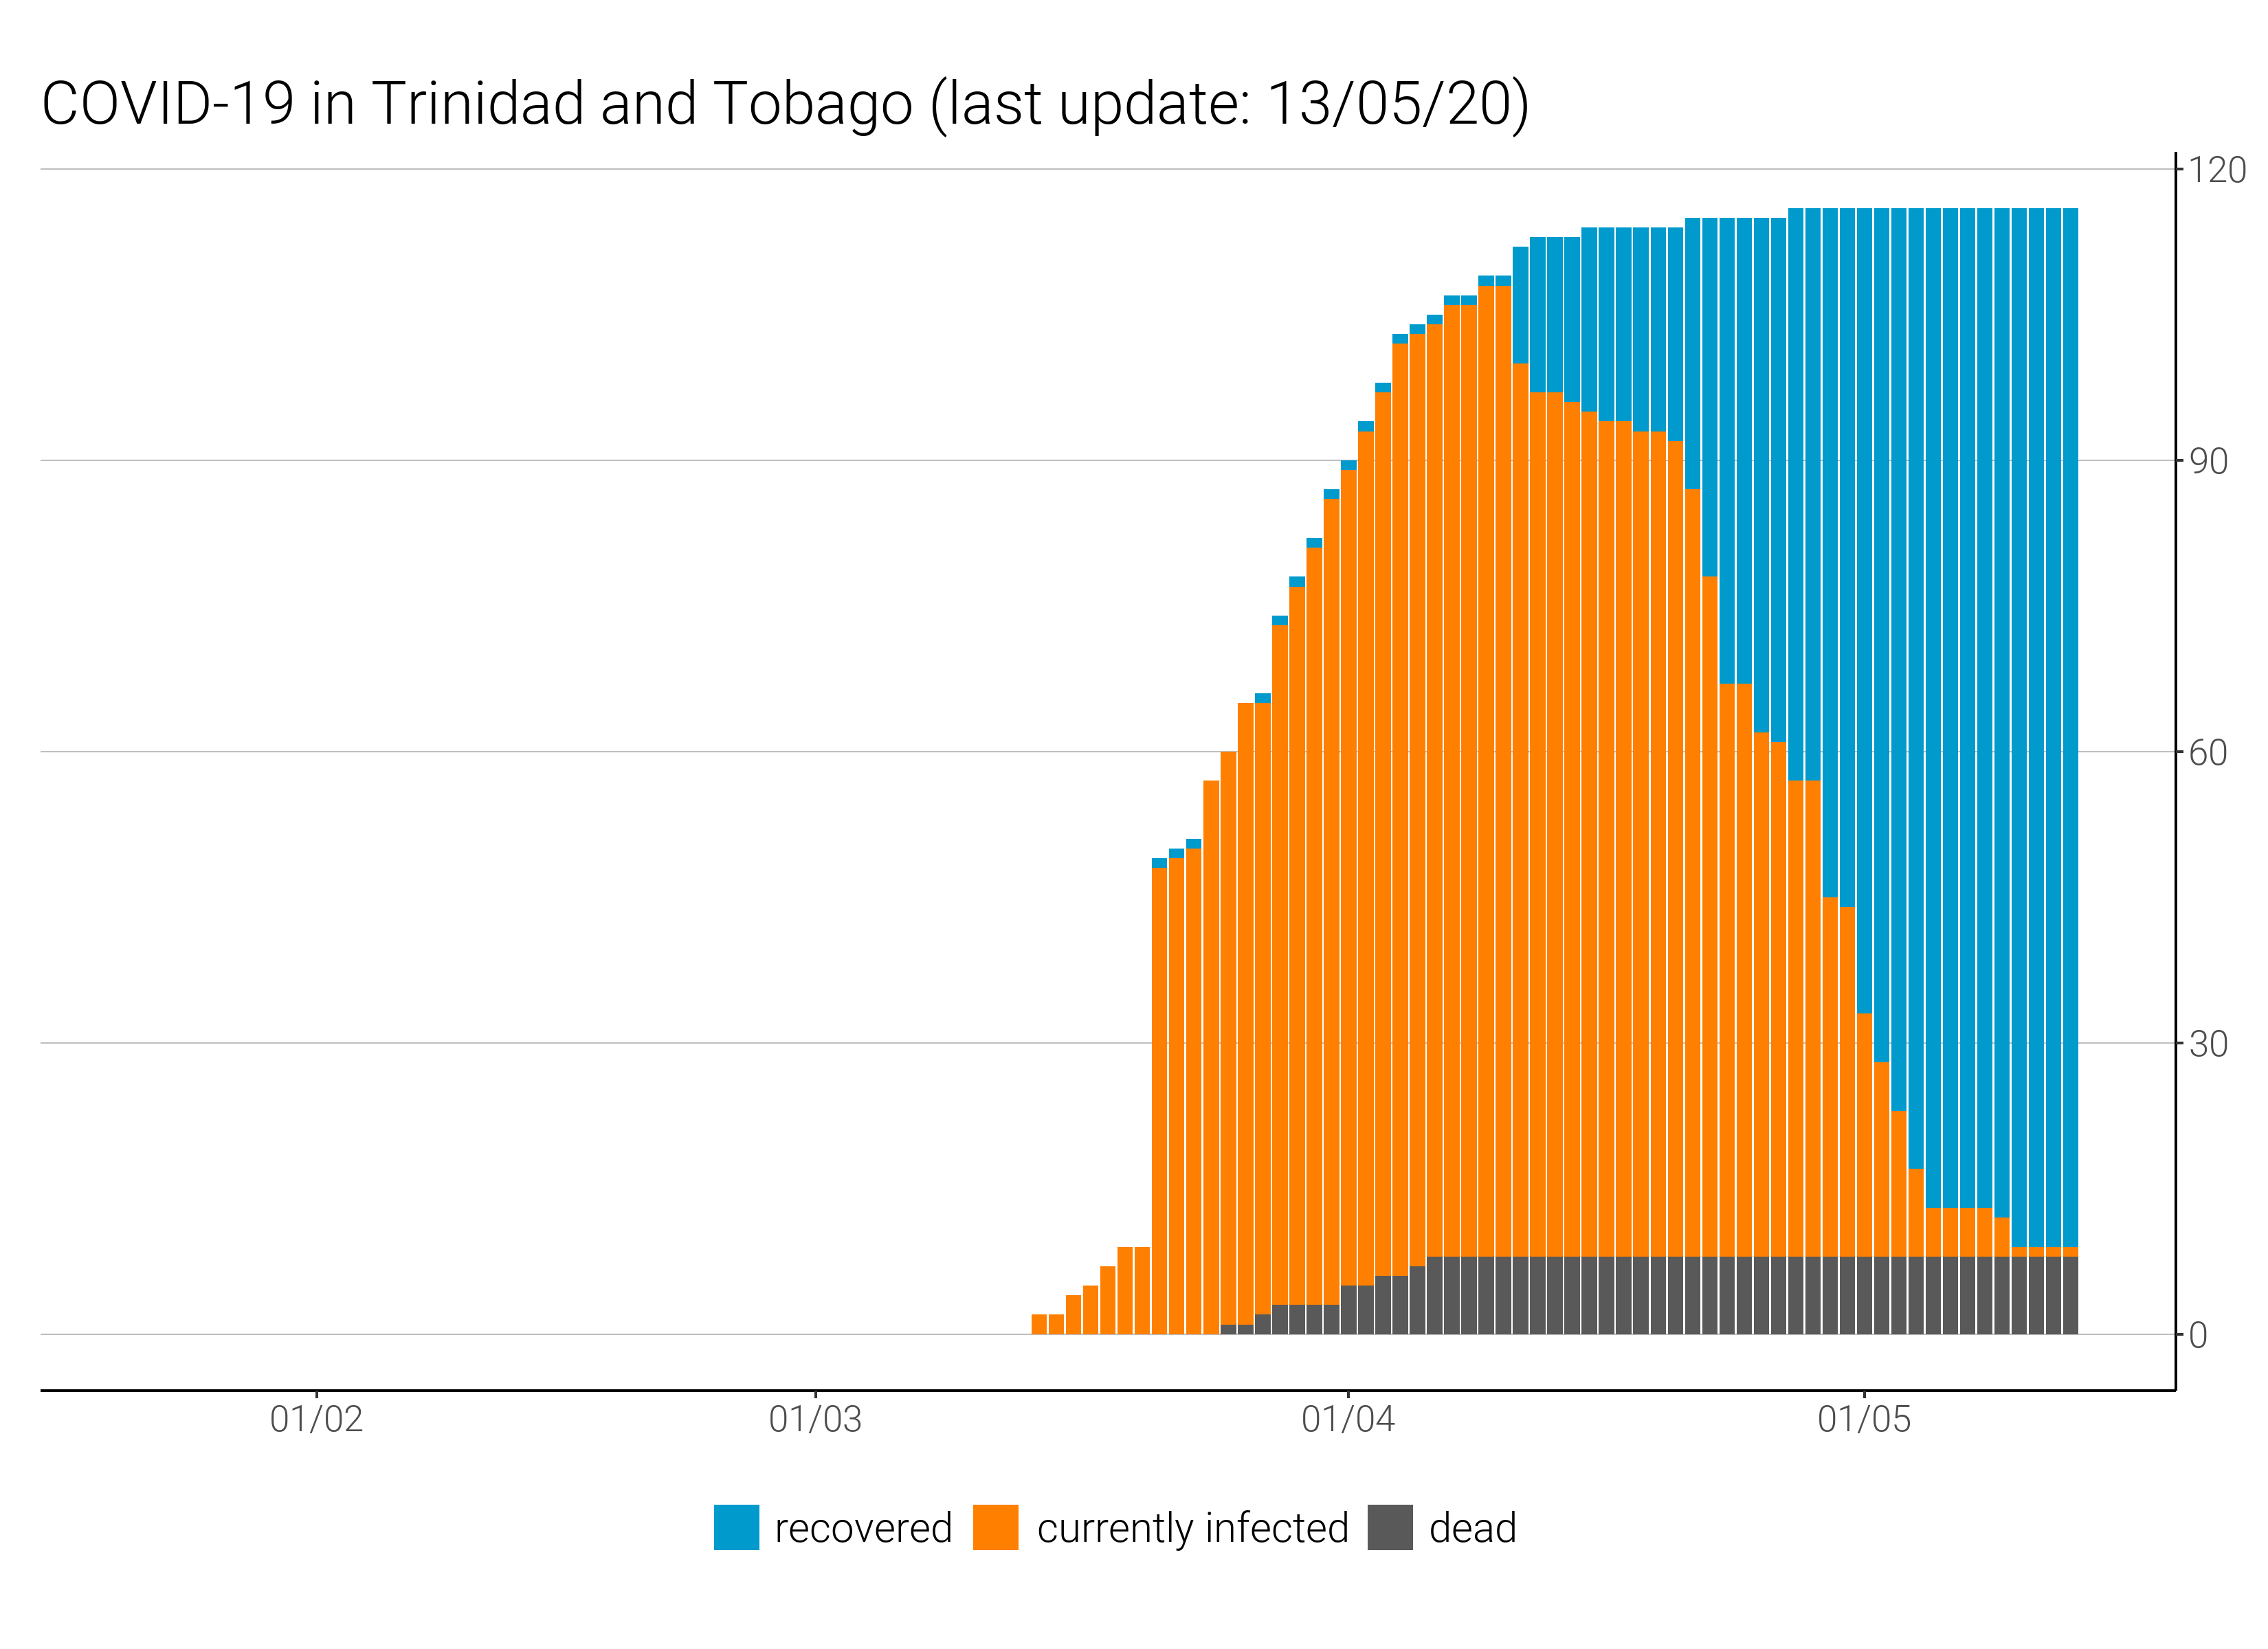 COVID-19 in Trinidad and Tobago (last update: 13/05/20)
120
90
60
30
0
01/02 01/03 01/04 01/05
recovered currently infected dead